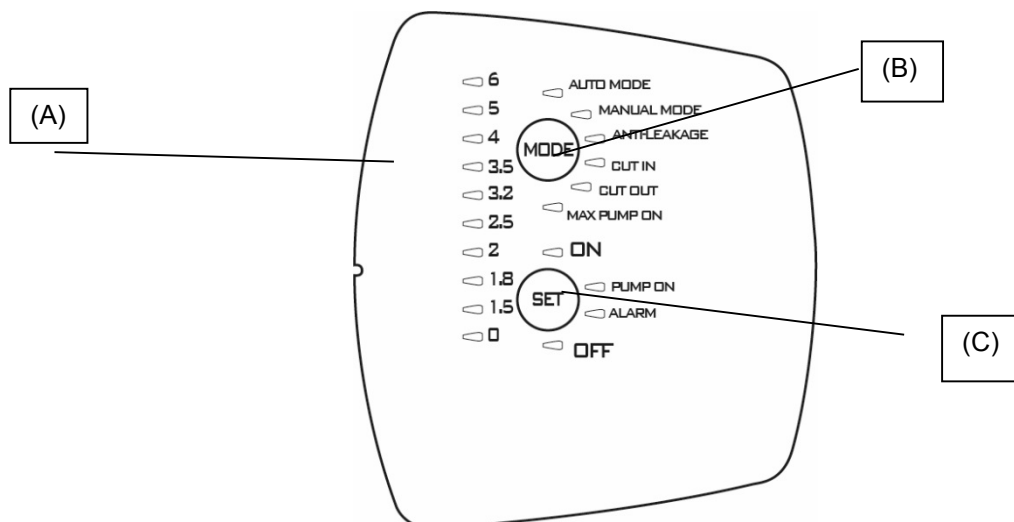 (A)
(B)
(C)
6
5
4
3.5
3.2
2.5
2
1.8
1.5
0
AUTO MODE
MANUAL MODE
ANTI-LEAKAGE
MODE
CUT IN
CUT OUT
MAX PUMP ON
ON
PUMP ON
SET
ALARM
OFF